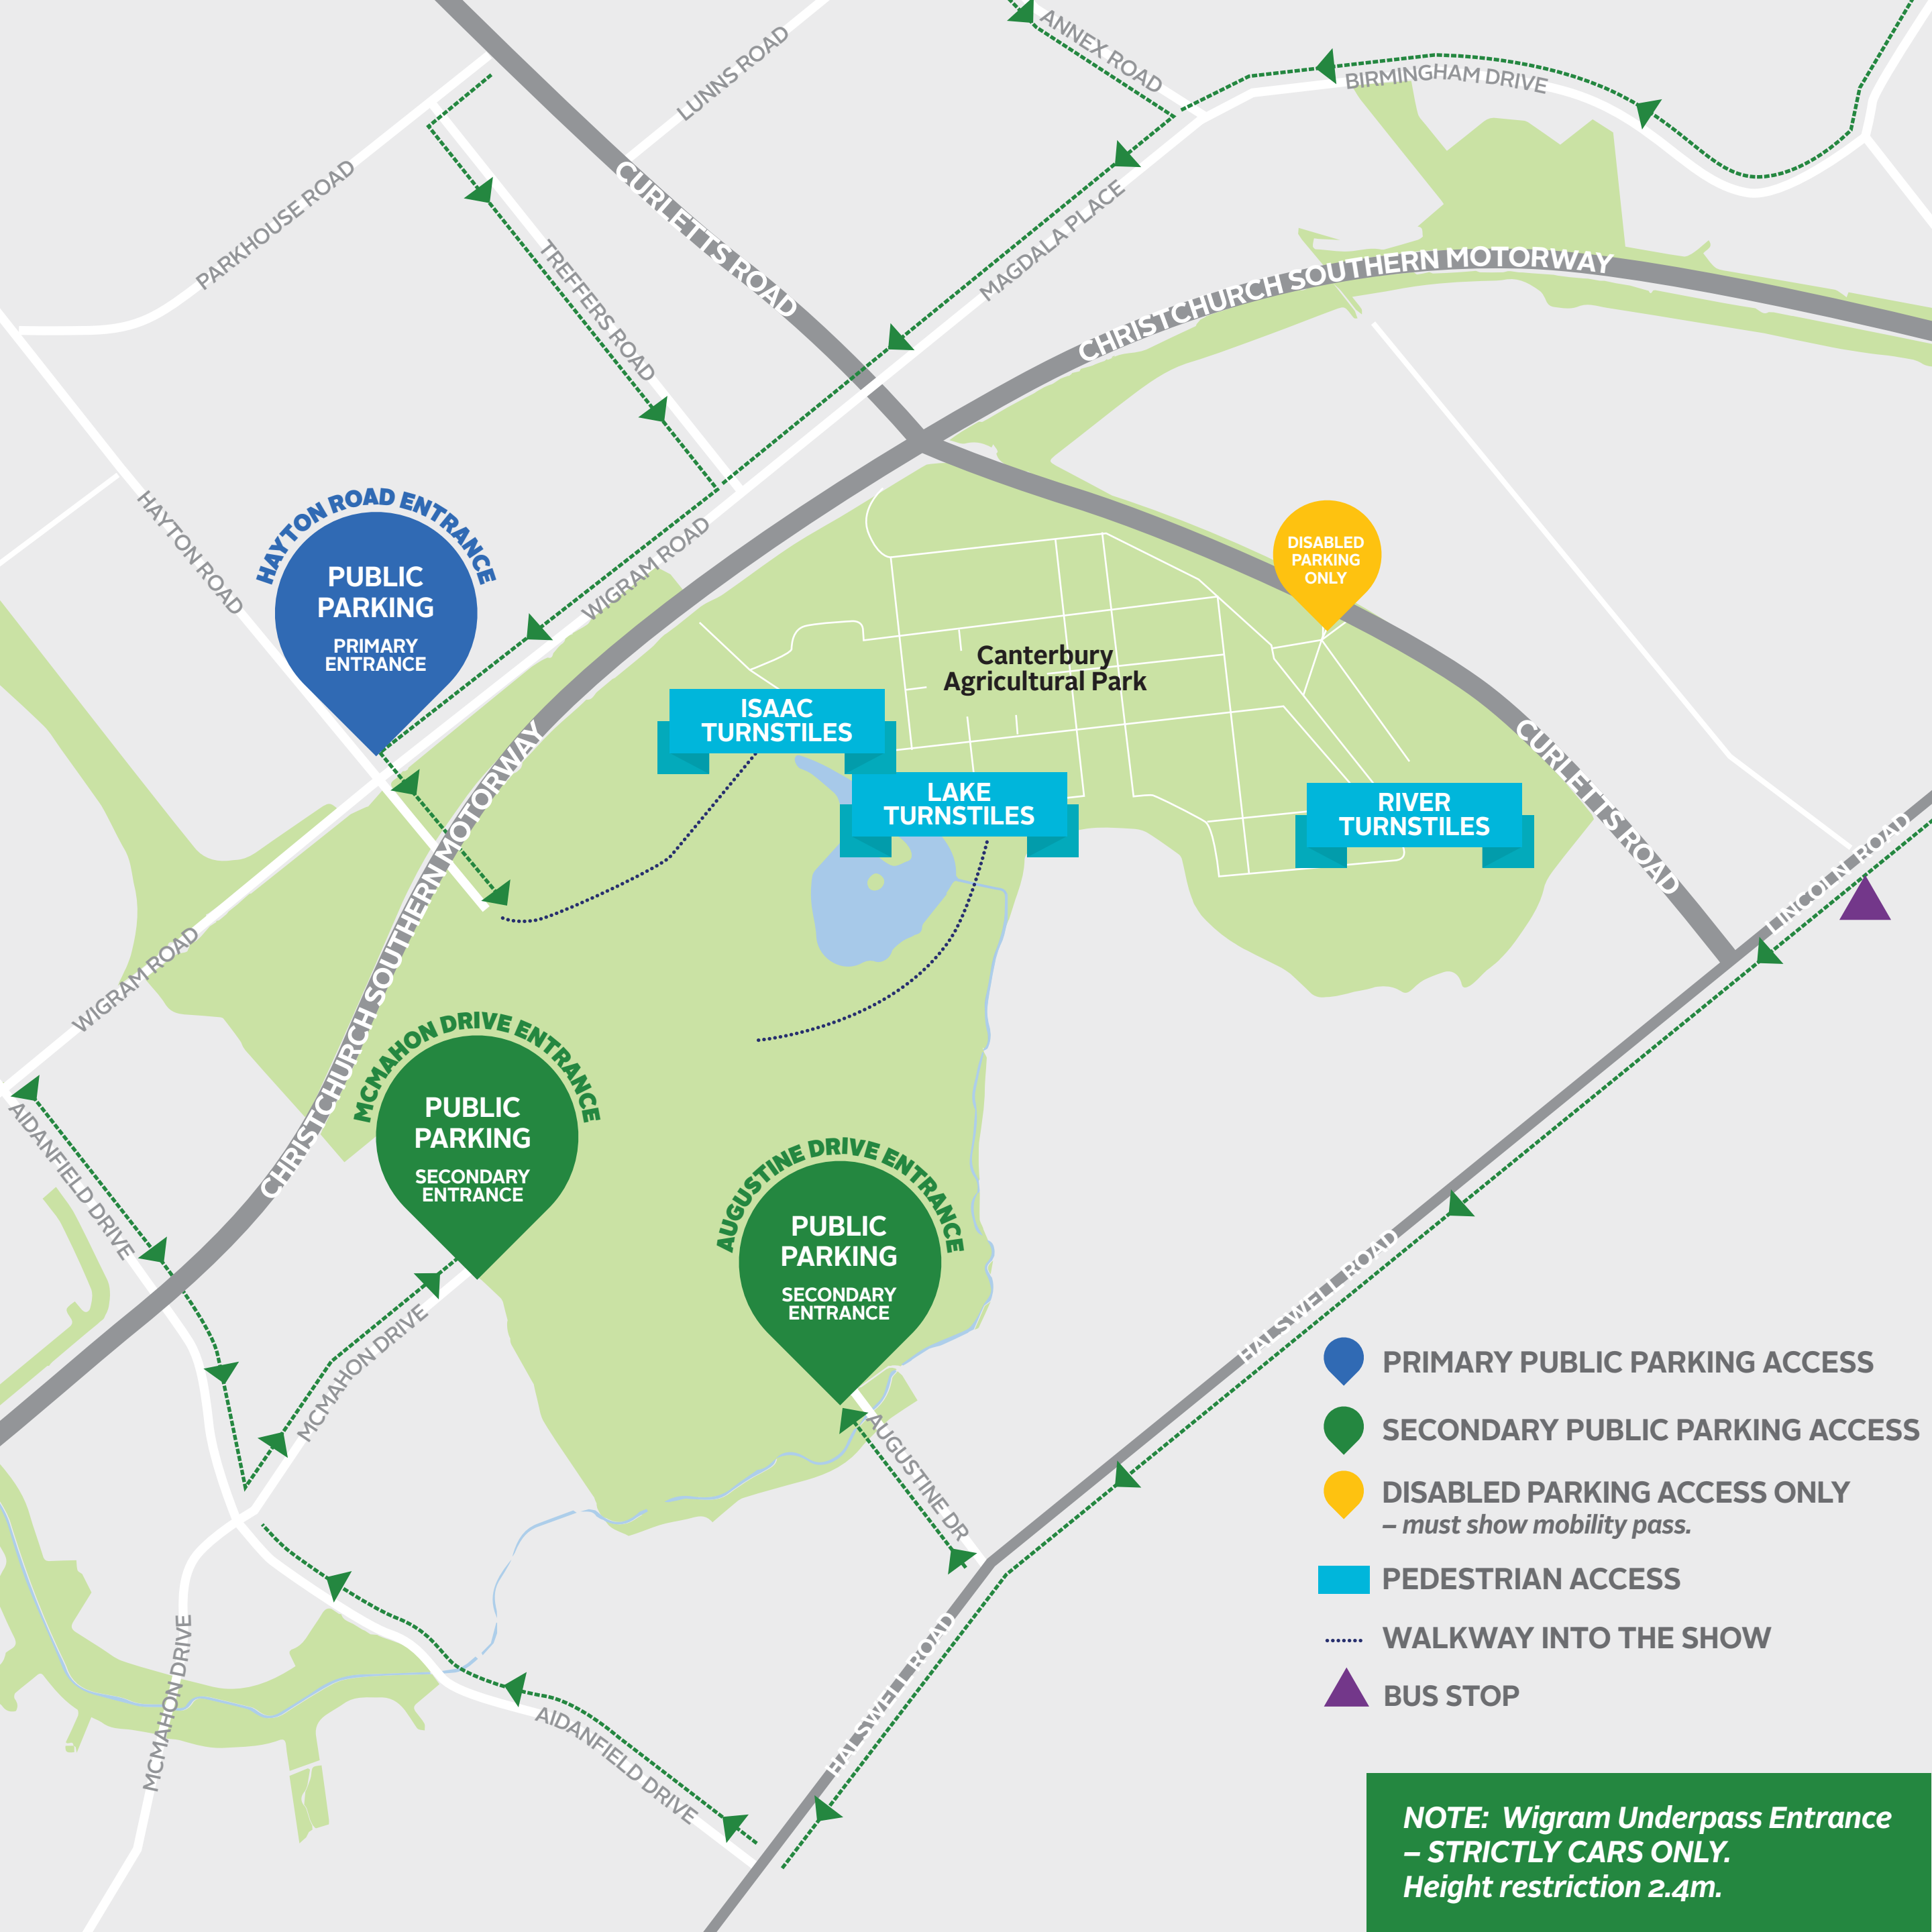 ANNEX ROAD
LUNNS ROAD
BIRMINGHAM DRIVE
PARKHOUSE ROAD
CURLETTS ROAD
MAGDALA PLACE
TREFFERS ROAD
CHRISTCHURCH SOUTHERN MOTORWAY
HAYTON ROAD
HAYTON ROAD ENTRANCE
PUBLIC
PARKING
PRIMARY
ENTRANCE
WIGRAM ROAD
DISABLED
PARKING
ONLY
Canterbury
Agricultural Park
ISAAC
TURNSTILES
LAKE
TURNSTILES
RIVER
TURNSTILES
CURLETTS ROAD
LINCOLN ROAD
WIGRAM ROAD
CHRISTCHURCH SOUTHERN MOTORWAY
MCMAHON DRIVE ENTRANCE
PUBLIC
PARKING
SECONDARY
ENTRANCE
AIDANFIELD DRIVE
AUGUSTINE DRIVE ENTRANCE
PUBLIC
PARKING
SECONDARY
ENTRANCE
MCMAHON DRIVE
HALSWELL ROAD
AUGUSTINE DR
PRIMARY PUBLIC PARKING ACCESS
SECONDARY PUBLIC PARKING ACCESS
DISABLED PARKING ACCESS ONLY
– must show mobility pass.
PEDESTRIAN ACCESS
WALKWAY INTO THE SHOW
BUS STOP
MCMAHON DRIVE
HALSWELL ROAD
AIDANFIELD DRIVE
NOTE: Wigram Underpass Entrance
– STRICTLY CARS ONLY.
Height restriction 2.4m.